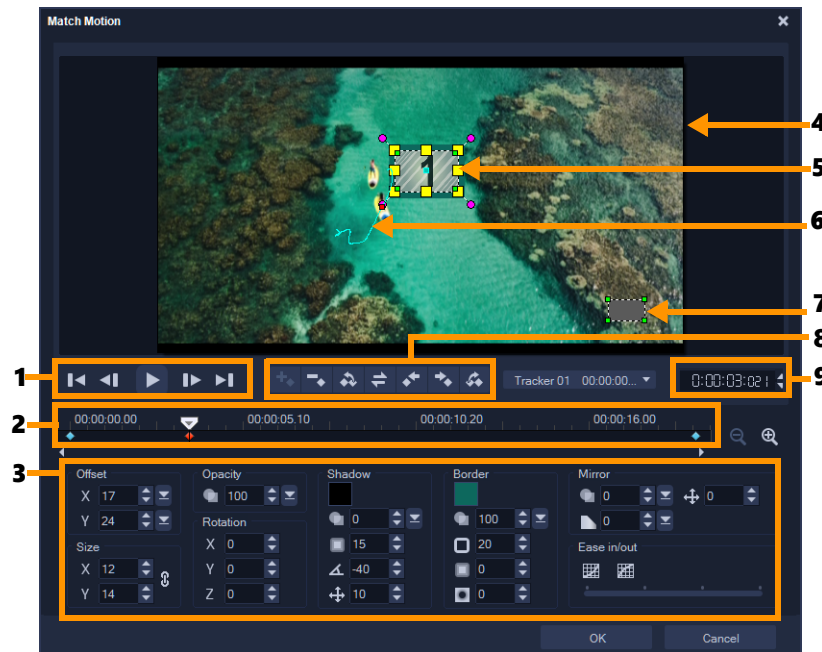 Match Motion
4
5
1
6
7
8
1
Tracker 01 00:00:00...
0:00:03:021
9
2
00:00:00.00 00:00:05.10 00:00:10.20 00:00:16.00
3
Offset Opacity Shadow Border Mirror
X 17 100 0 0
Y 24 0 100 0
Rotation
Size X 0 15 20 Ease in/out
X 12 Y 0 -40 0
Y 14 Z 0 10 0
OK Cancel